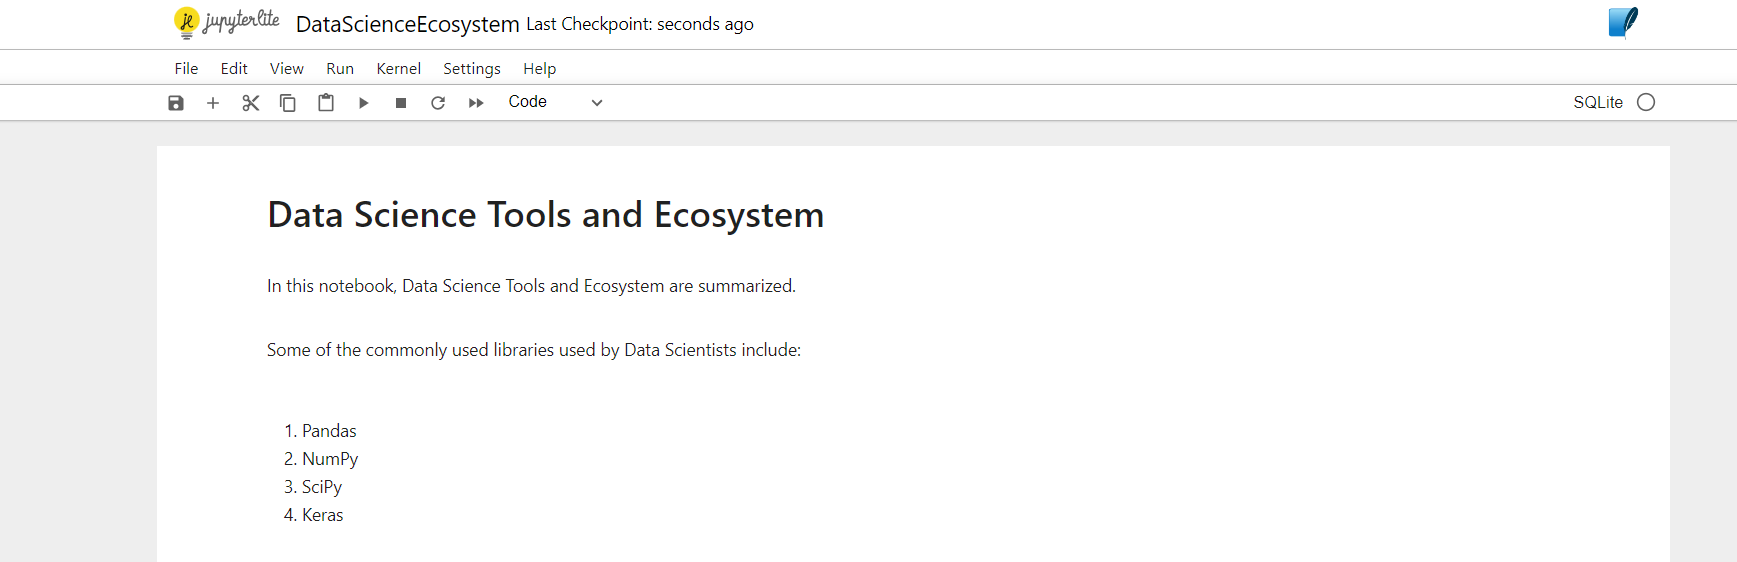 jupyterlite DataScienceEcosystem Last Checkpoint: seconds ago
File Edit View Run Kernel Settings Help
Code SQLite
Data Science Tools and Ecosystem
In this notebook, Data Science Tools and Ecosystem are summarized.
Some of the commonly used libraries used by Data Scientists include:
1. Pandas
2. NumPy
3. SciPy
4. Keras